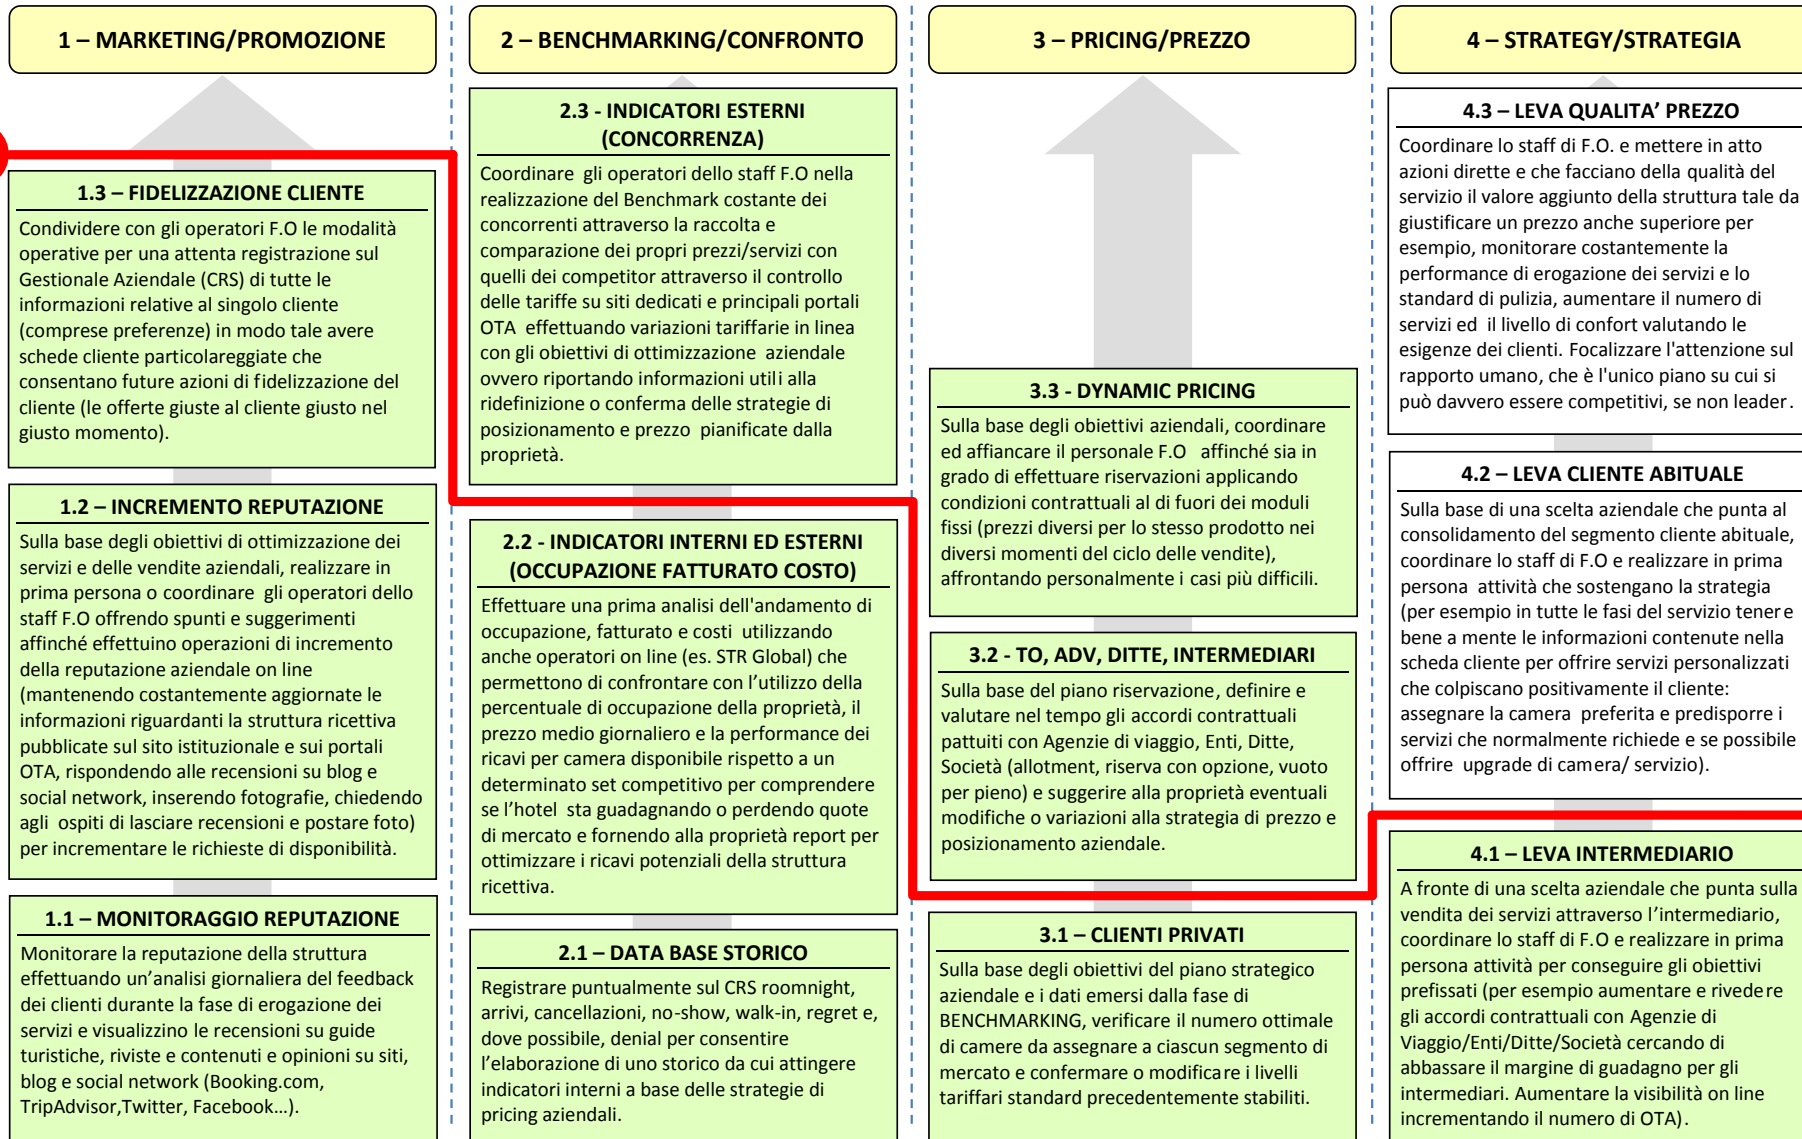 1 – MARKETING/PROMOZIONE
1.3 – FIDELIZZAZIONE CLIENTE
Condividere con gli operatori F.O le modalità
operative per una attenta registrazione sul
Gestionale Aziendale (CRS) di tutte le
informazioni relative al singolo cliente
(comprese preferenze) in modo tale avere
schede cliente particolareggiate che
consentano future azioni di fidelizzazione del
cliente (le offerte giuste al cliente giusto nel
giusto momento).
1.2 – INCREMENTO REPUTAZIONE
Sulla base degli obiettivi di ottimizzazione dei
servizi e delle vendite aziendali, realizzare in
prima persona o coordinare gli operatori dello
staff F.O offrendo spunti e suggerimenti
affinché effettuino operazioni di incremento
della reputazione aziendale on line
(mantenendo costantemente aggiornate le
informazioni riguardanti la struttura ricettiva
pubblicate sul sito istituzionale e sui portali
OTA, rispondendo alle recensioni su blog e
social network, inserendo fotografie, chiedendo
agli ospiti di lasciare recensioni e postare foto)
per incrementare le richieste di disponibilità.
1.1 – MONITORAGGIO REPUTAZIONE
Monitorare la reputazione della struttura
effettuando un’analisi giornaliera del feedback
dei clienti durante la fase di erogazione dei
servizi e visualizzino le recensioni su guide
turistiche, riviste e contenuti e opinioni su siti,
blog e social network (Booking.com,
TripAdvisor,Twitter, Facebook…).
2 – BENCHMARKING/CONFRONTO
2.3 - INDICATORI ESTERNI
(CONCORRENZA)
Coordinare gli operatori dello staff F.O nella
realizzazione del Benchmark costante dei
concorrenti attraverso la raccolta e
comparazione dei propri prezzi/servizi con
quelli dei competitor attraverso il controllo
delle tariffe su siti dedicati e principali portali
OTA effettuando variazioni tariffarie in linea
con gli obiettivi di ottimizzazione aziendale
ovvero riportando informazioni utili alla
ridefinizione o conferma delle strategie di
posizionamento e prezzo pianificate dalla
proprietà.
2.2 - INDICATORI INTERNI ED ESTERNI
(OCCUPAZIONE FATTURATO COSTO)
Effettuare una prima analisi dell'andamento di
occupazione, fatturato e costi utilizzando
anche operatori on line (es. STR Global) che
permettono di confrontare con l’utilizzo della
percentuale di occupazione della proprietà, il
prezzo medio giornaliero e la performance dei
ricavi per camera disponibile rispetto a un
determinato set competitivo per comprendere
se l’hotel sta guadagnando o perdendo quote
di mercato e fornendo alla proprietà report per
ottimizzare i ricavi potenziali della struttura
ricettiva.
2.1 – DATA BASE STORICO
Registrare puntualmente sul CRS roomnight,
arrivi, cancellazioni, no-show, walk-in, regret e,
dove possibile, denial per consentire
l’elaborazione di uno storico da cui attingere
indicatori interni a base delle strategie di
pricing aziendali.
3 – PRICING/PREZZO
3.3 - DYNAMIC PRICING
Sulla base degli obiettivi aziendali, coordinare
ed affiancare il personale F.O affinché sia in
grado di effettuare riservazioni applicando
condizioni contrattuali al di fuori dei moduli
fissi (prezzi diversi per lo stesso prodotto nei
diversi momenti del ciclo delle vendite),
affrontando personalmente i casi più difficili.
3.2 - TO, ADV, DITTE, INTERMEDIARI
Sulla base del piano riservazione, definire e
valutare nel tempo gli accordi contrattuali
pattuiti con Agenzie di viaggio, Enti, Ditte,
Società (allotment, riserva con opzione, vuoto
per pieno) e suggerire alla proprietà eventuali
modifiche o variazioni alla strategia di prezzo e
posizionamento aziendale.
3.1 – CLIENTI PRIVATI
Sulla base degli obiettivi del piano strategico
aziendale e i dati emersi dalla fase di
BENCHMARKING, verificare il numero ottimale
di camere da assegnare a ciascun segmento di
mercato e confermare o modificare i livelli
tariffari standard precedentemente stabiliti.
4 – STRATEGY/STRATEGIA
4.3 – LEVA QUALITA’ PREZZO
Coordinare lo staff di F.O. e mettere in atto
azioni dirette e che facciano della qualità del
servizio il valore aggiunto della struttura tale da
giustificare un prezzo anche superiore per
esempio, monitorare costantemente la
performance di erogazione dei servizi e lo
standard di pulizia, aumentare il numero di
servizi ed il livello di confort valutando le
esigenze dei clienti. Focalizzare l'attenzione sul
rapporto umano, che è l'unico piano su cui si
può davvero essere competitivi, se non leader.
4.2 – LEVA CLIENTE ABITUALE
Sulla base di una scelta aziendale che punta al
consolidamento del segmento cliente abituale,
coordinare lo staff di F.O e realizzare in prima
persona attività che sostengano la strategia
(per esempio in tutte le fasi del servizio tenere
bene a mente le informazioni contenute nella
scheda cliente per offrire servizi personalizzati
che colpiscano positivamente il cliente:
assegnare la camera preferita e predisporre i
servizi che normalmente richiede e se possibile
offrire upgrade di camera/ servizio).
4.1 – LEVA INTERMEDIARIO
A fronte di una scelta aziendale che punta sulla
vendita dei servizi attraverso l’intermediario,
coordinare lo staff di F.O e realizzare in prima
persona attività per conseguire gli obiettivi
prefissati (per esempio aumentare e rivedere
gli accordi contrattuali con Agenzie di
Viaggio/Enti/Ditte/Società cercando di
abbassare il margine di guadagno per gli
intermediari. Aumentare la visibilità on line
incrementando il numero di OTA).